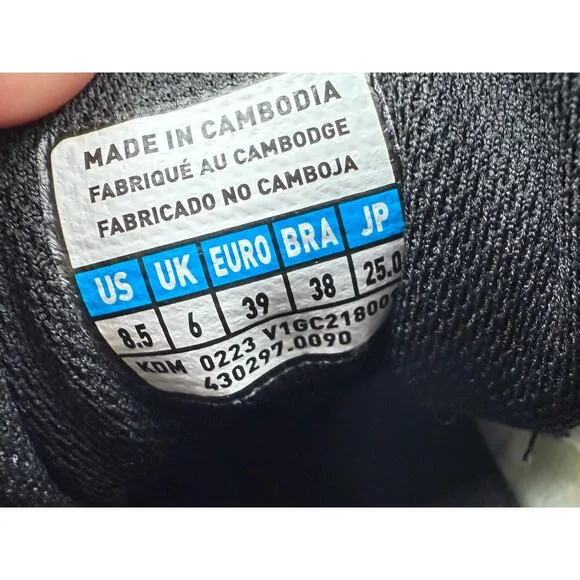 MADE IN CAMBODIA
FABRIQUÉ AU CAMBODGE
FABRICADO NO CAMBOJA
US UK EURO BRA JP
8.5 6 39 38 25.0
KDM 0223
430297.0090